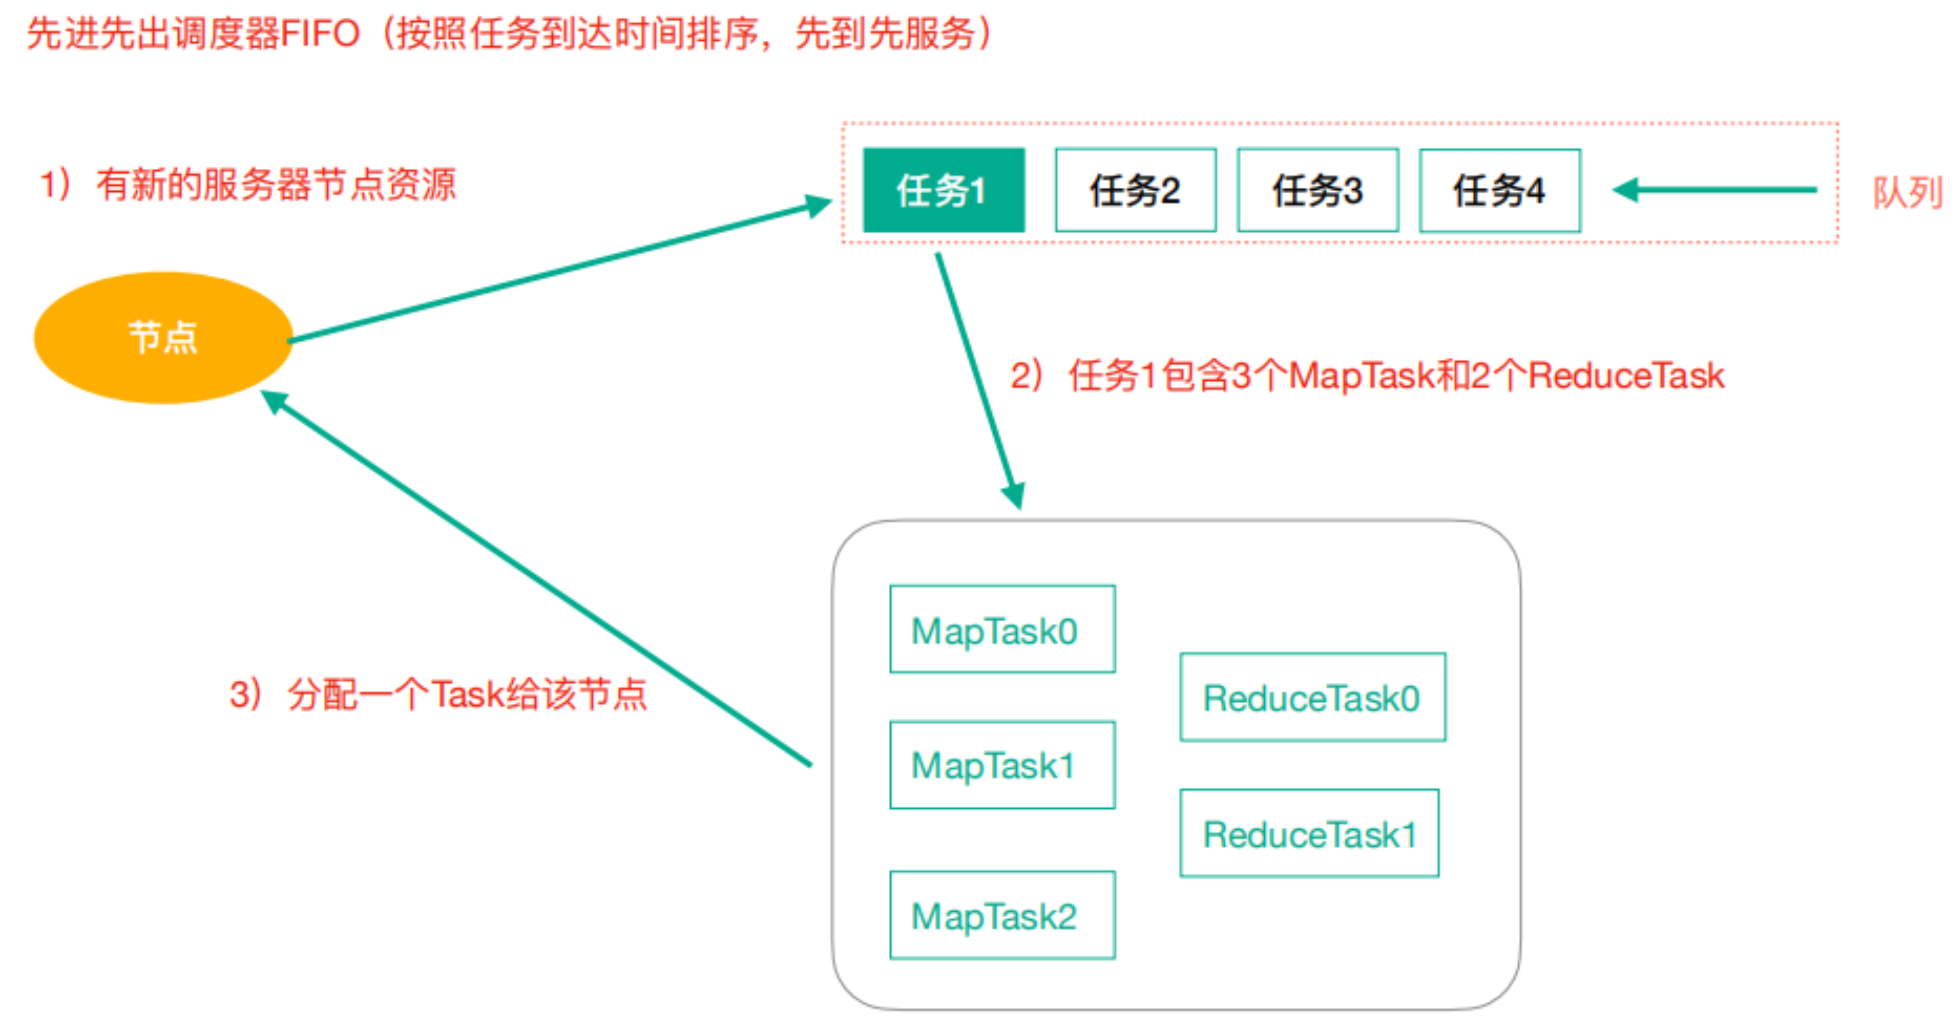 先进先出调度器FIFO（按照任务到达时间排序，先到先服务）
1）有新的服务器节点资源
任务1
任务2
任务3
任务4
队列
节点
2）任务1包含3个MapTask和2个ReduceTask
MapTask0
ReduceTask0
3）分配一个Task给该节点
MapTask1
ReduceTask1
MapTask2